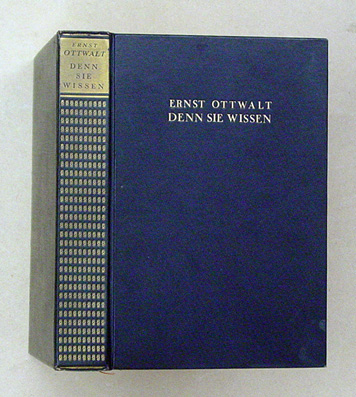 ERNST
OTTWALT
DENN
SIE
WISSEN
ERNST OTTWALT
DENN SIE WISSEN